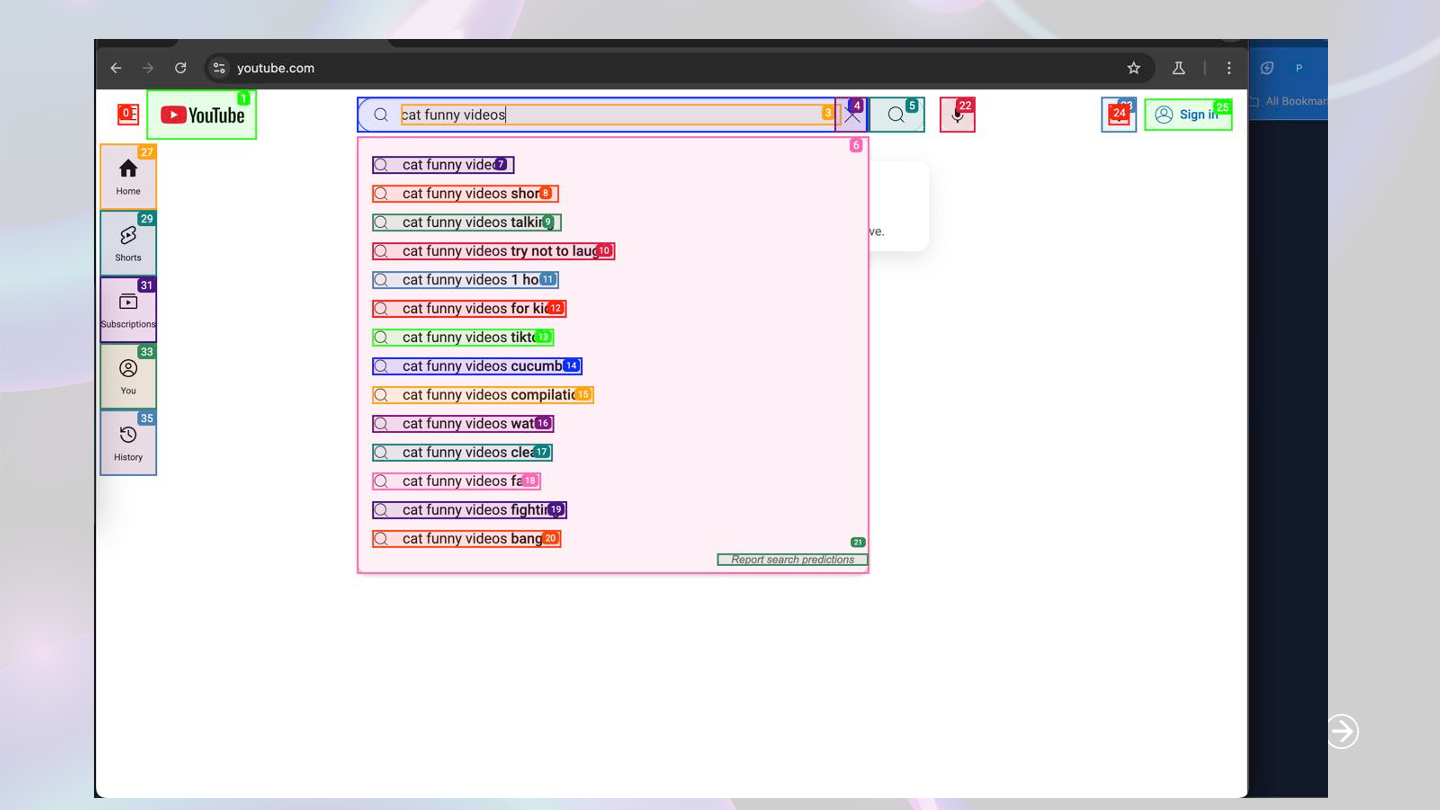 youtube.com
P
All Bookmar
0
1
YouTube
cat funny videos
3
4
5
22
24
25
Sign in
6
27
Home
29
Shorts
31
Subscriptions
33
You
35
History
cat funny video 7
cat funny videos shor 8
cat funny videos talkin 9
cat funny videos try not to laug 10
cat funny videos 1 ho 11
cat funny videos for kid 12
cat funny videos tikto 13
cat funny videos cucumb 14
cat funny videos compilatio 15
cat funny videos wat 16
cat funny videos clea 17
cat funny videos fa 18
cat funny videos fightin 19
cat funny videos bang 20
ve.
21
Report search predictions